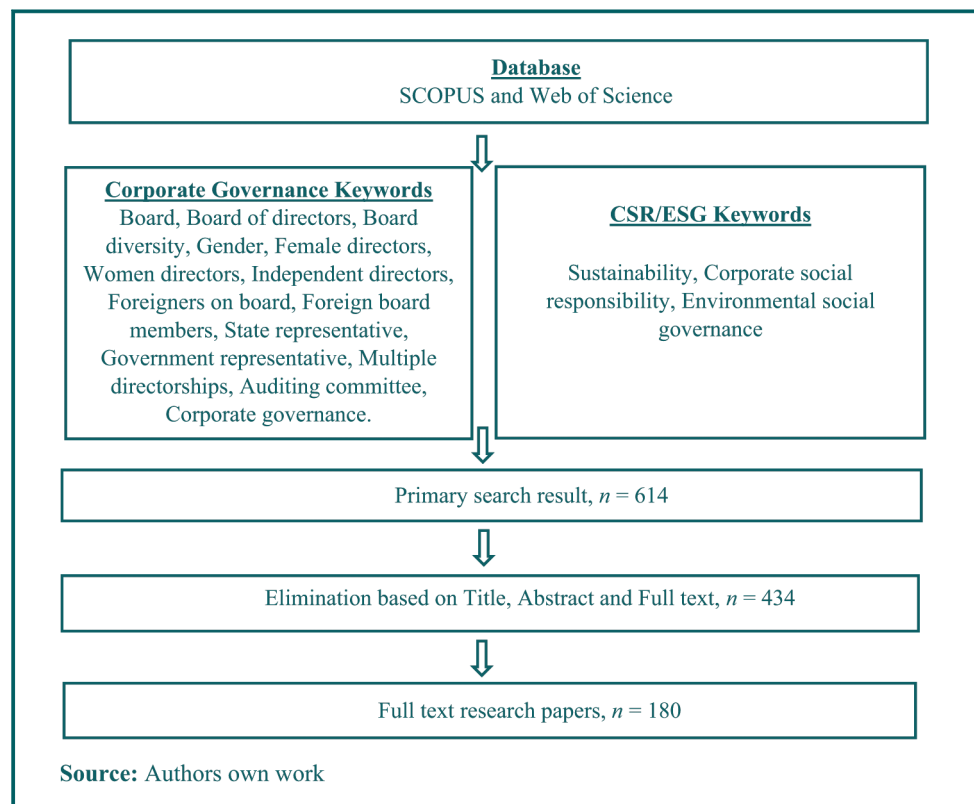 Database
SCOPUS and Web of Science
Corporate Governance Keywords
Board, Board of directors, Board
diversity, Gender, Female directors,
Women directors, Independent directors,
Foreigners on board, Foreign board
members, State representative,
Government representative, Multiple
directorships, Auditing committee,
Corporate governance.
CSR/ESG Keywords
Sustainability, Corporate social
responsibility, Environmental social
governance
Primary search result, n = 614
Elimination based on Title, Abstract and Full text, n = 434
Full text research papers, n = 180
Source: Authors own work